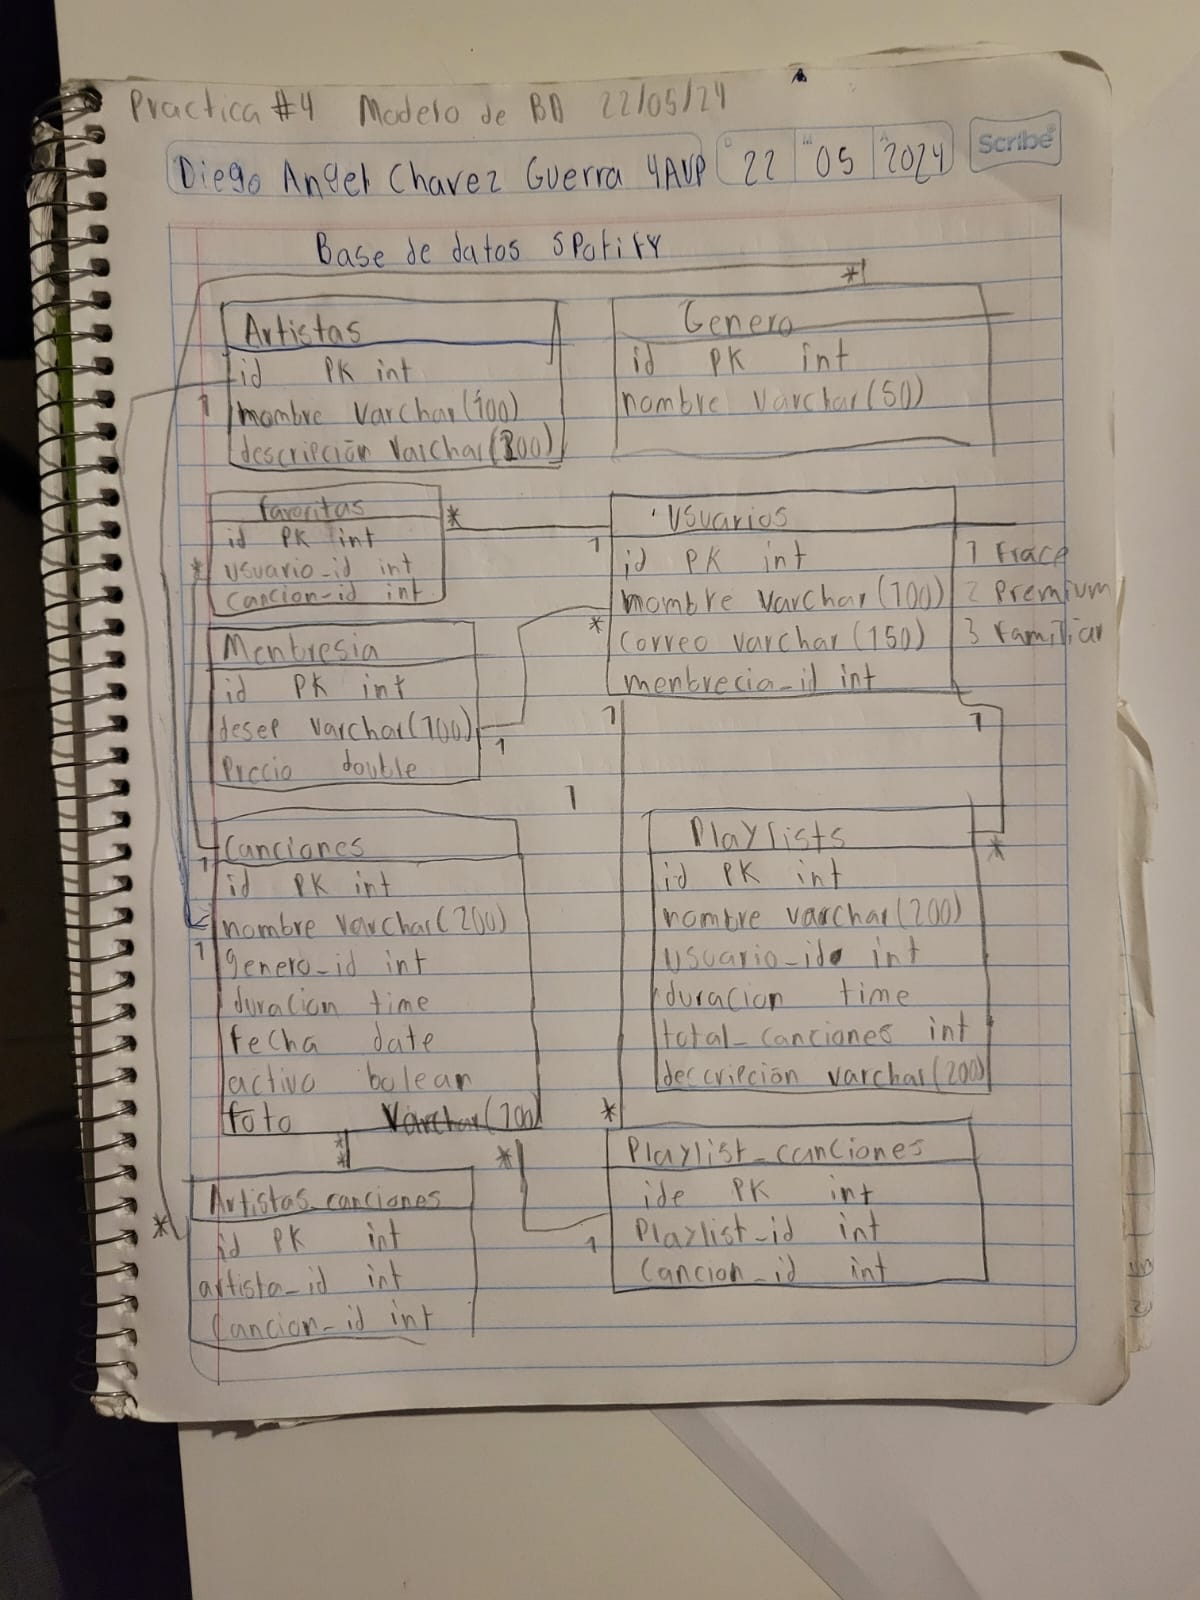 Practica #4 Modelo de BD 22/05/24
Diego Angel Chavez Guerra 4AVP 22 05 2024 Scribe
Base de datos SPotify
*1
Artistas
id PK int
1
nombre Varchar(100)
descripción Varchar(200)
Genero
id PK int
nombre Varchar(50)
favoritas
id PK int
usuario_id int
cancion_id int
*
*
1
Usuarios
id PK int
nombre Varchar(100)
correo varchar(150)
menbrecia_id int
2 Premium
3 familiar
*
1
1
Menbresia
id PK int
varchar(100)
Precio double
1
1
Canciones
id PK int
nombre varchar(200)
genero_id int
duracion time
fecha date
activo bolean
foto Varchar(100)
1
1
Playlists
id PK int
nombre varchar(200)
usuario_id int
duracion time
total_canciones int
varchar(200)
*
Artistas_canciones
id PK int
artista_id int
Cancion_id int
*
*
*
Playlist_canciones
ide PK int
Playlist_id int
Cancion_id int
*
*
1